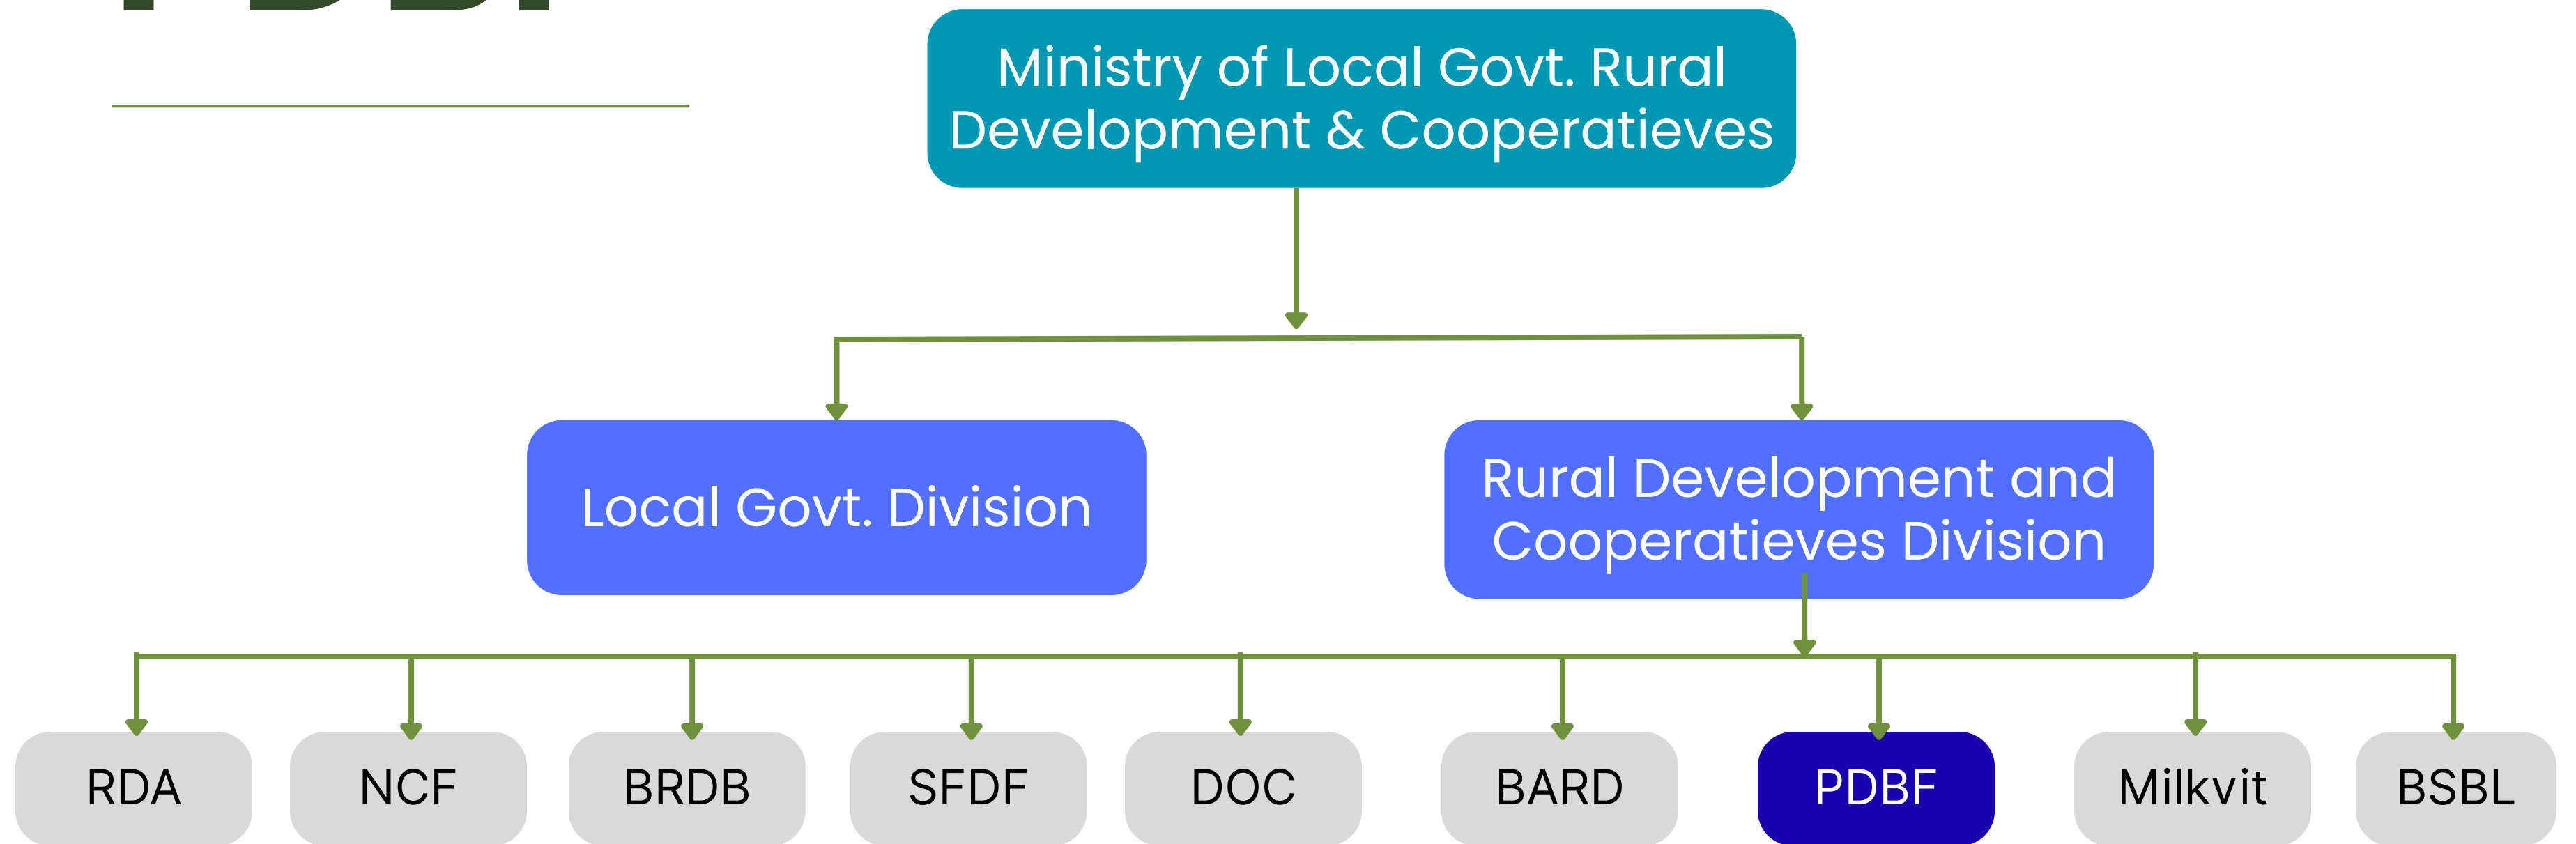 Ministry of Local Govt. Rural
Development & Cooperatieves
Local Govt. Division
Rural Development and
Cooperatieves Division
RDA
NCF
BRDB
SFDF
DOC
BARD
PDBF
Milkvit
BSBL